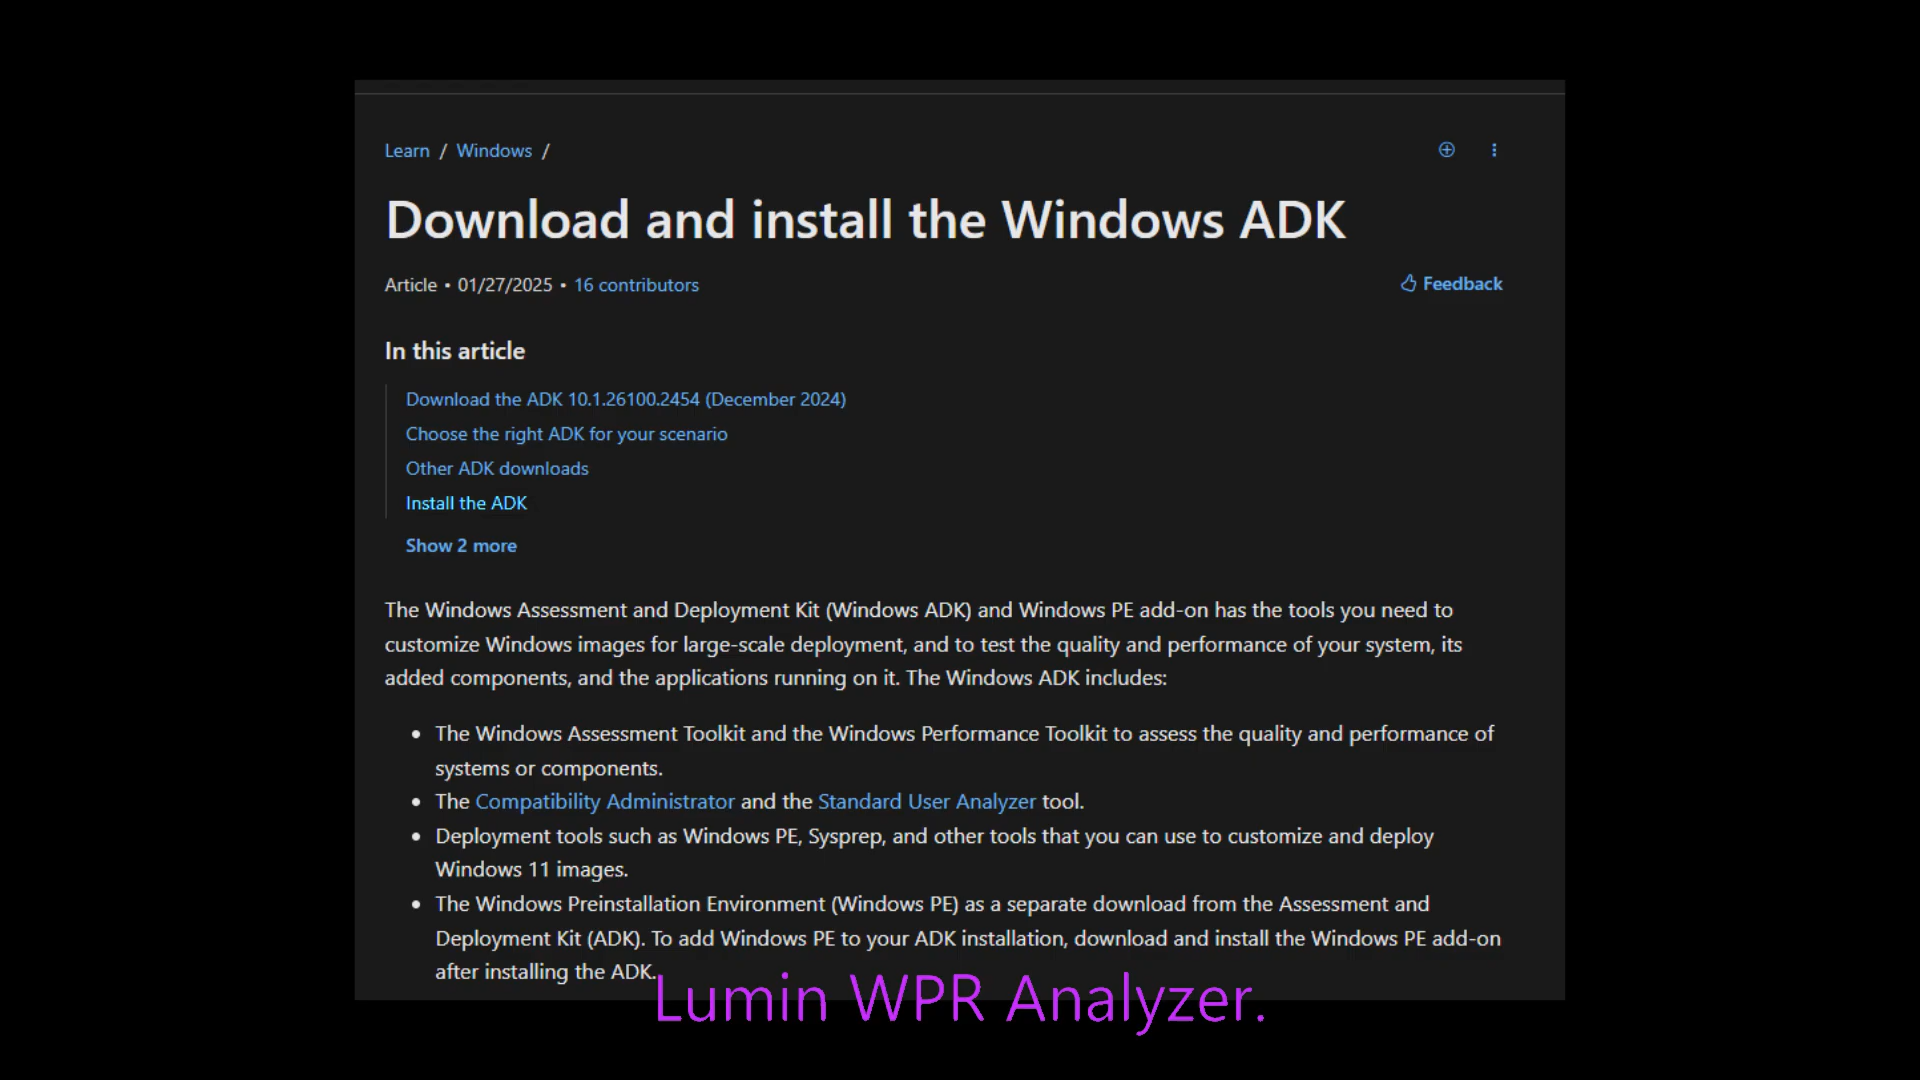 Learn / Windows /
Download and install the Windows ADK
Article • 01/27/2025 • 16 contributors
Feedback
In this article
Download the ADK 10.1.26100.2454 (December 2024)
Choose the right ADK for your scenario
Other ADK downloads
Install the ADK
Show 2 more
The Windows Assessment and Deployment Kit (Windows ADK) and Windows PE add-on has the tools you need to
customize Windows images for large-scale deployment, and to test the quality and performance of your system, its
added components, and the applications running on it. The Windows ADK includes:
• The Windows Assessment Toolkit and the Windows Performance Toolkit to assess the quality and performance of
systems or components.
• The Compatibility Administrator and the Standard User Analyzer tool.
• Deployment tools such as Windows PE, Sysprep, and other tools that you can use to customize and deploy
Windows 11 images.
• The Windows Preinstallation Environment (Windows PE) as a separate download from the Assessment and
Deployment Kit (ADK). To add Windows PE to your ADK installation, download and install the Windows PE add-on
after installing the ADK.
Lumin WPR Analyzer.